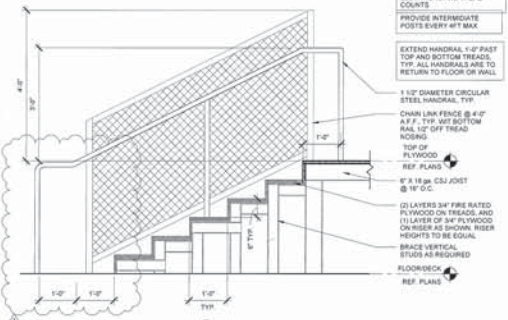 COUNTS
PROVIDE INTERMIDIATE
POSTS EVERY 4FT MAX
EXTEND HANDRAIL 1'-0" PAST
TOP AND BOTTOM TREADS,
TYP. ALL HANDRAILS ARE TO
RETURN TO FLOOR OR WALL
1 1/2" DIAMETER CIRCULAR
STEEL HANDRAIL, TYP.
CHAIN LINK FENCE @ 4'-0"
A.F.F., TYP. WIT BOTTOM
RAIL 1/2" OFF TREAD
NOSING
TOP OF
PLYWOOD
REF. PLANS
6" X 16 ga. CSJ JOIST
@ 16" O.C.
(2) LAYERS 3/4" FIRE RATED
PLYWOOD ON TREADS, AND
(1) LAYER OF 3/4" PLYWOOD
ON RISER AS SHOWN. RISER
HEIGHTS TO BE EQUAL
BRACE VERTICAL
STUDS AS REQUIRED
FLOOR/DECK
REF. PLANS
4'-0"
3'-0"
1'-0"
6" TYP.
1'-0"
1'-0"
1'-0"
TYP.